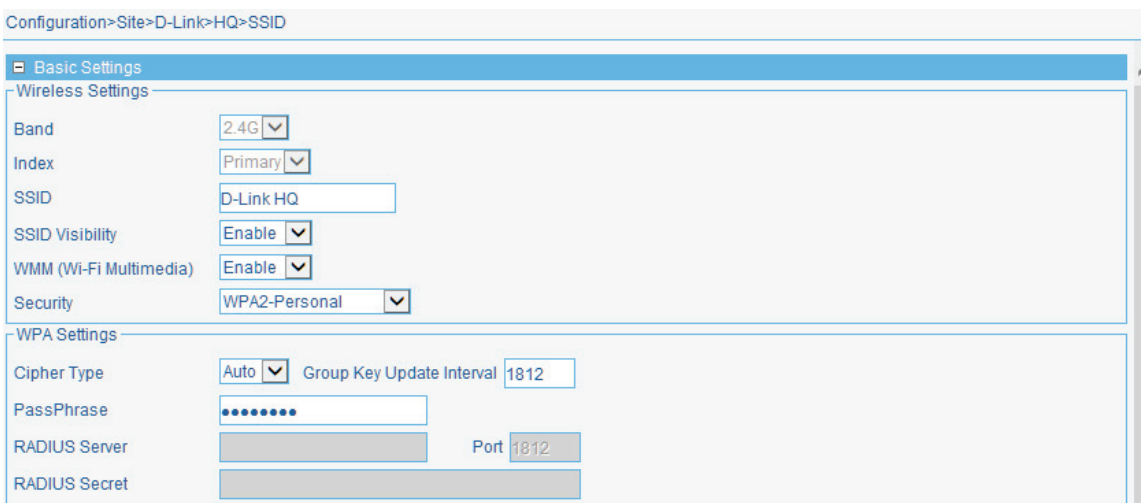 Configuration>Site>D-Link>HQ>SSID
Basic Settings
Wireless Settings
Band 2.4G
Index Primary
SSID D-Link HQ
SSID Visibility Enable
WMM (Wi-Fi Multimedia) Enable
Security WPA2-Personal
WPA Settings
Cipher Type Auto Group Key Update Interval 1812
PassPhrase ••••••••
RADIUS Server Port 1812
RADIUS Secret